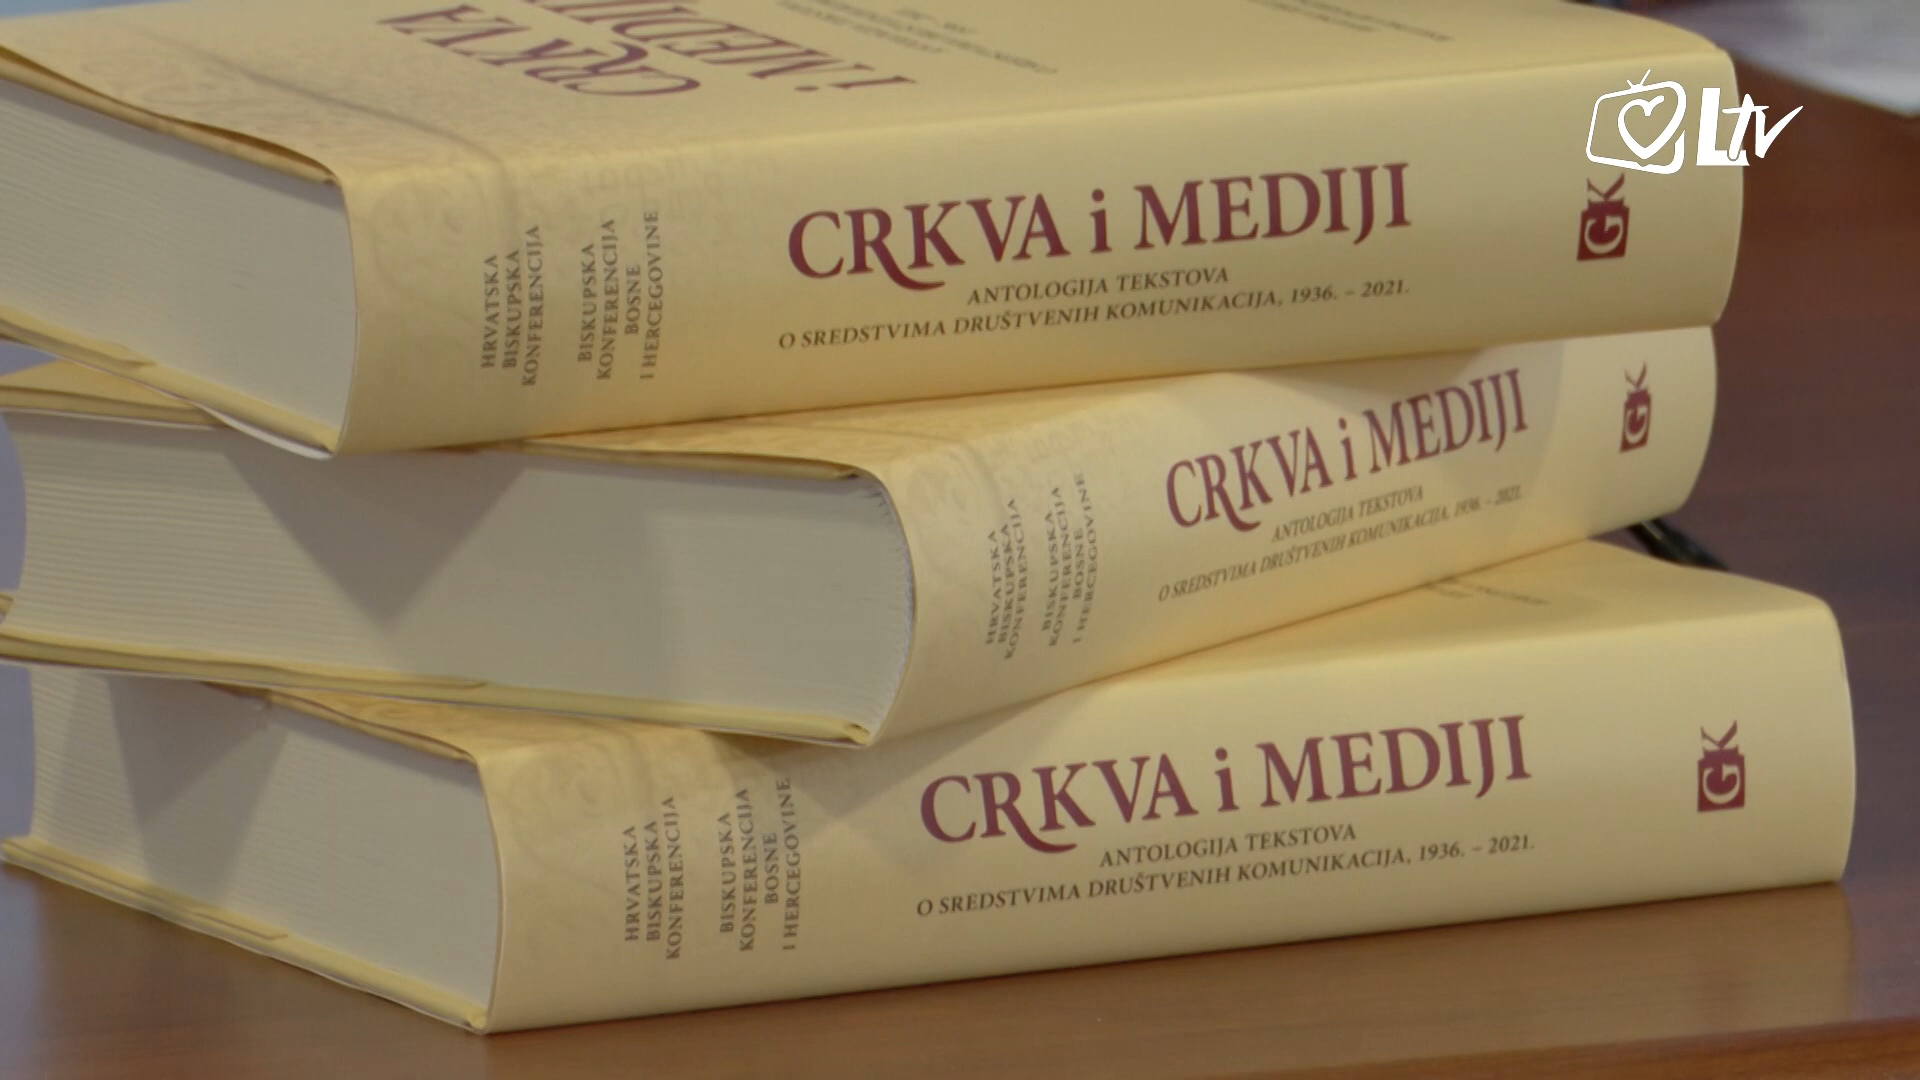 CRKVA
i MEDIJI
LTV
CRKVA i MEDIJI
ANTOLOGIJA TEKSTOVA
O SREDSTVIMA DRUŠTVENIH KOMUNIKACIJA, 1936. – 2021.
HRVATSKA
BISKUPSKA
KONFERENCIJA
BISKUPSKA
KONFERENCIJA
BOSNE
I HERCEGOVINE
GK
CRKVA i MEDIJI
ANTOLOGIJA TEKSTOVA
O SREDSTVIMA DRUŠTVENIH KOMUNIKACIJA, 1936. – 2021.
HRVATSKA
BISKUPSKA
KONFERENCIJA
BISKUPSKA
KONFERENCIJA
BOSNE
I HERCEGOVINE
GK
CRKVA i MEDIJI
ANTOLOGIJA TEKSTOVA
O SREDSTVIMA DRUŠTVENIH KOMUNIKACIJA, 1936. – 2021.
HRVATSKA
BISKUPSKA
KONFERENCIJA
BISKUPSKA
KONFERENCIJA
BOSNE
I HERCEGOVINE
GK